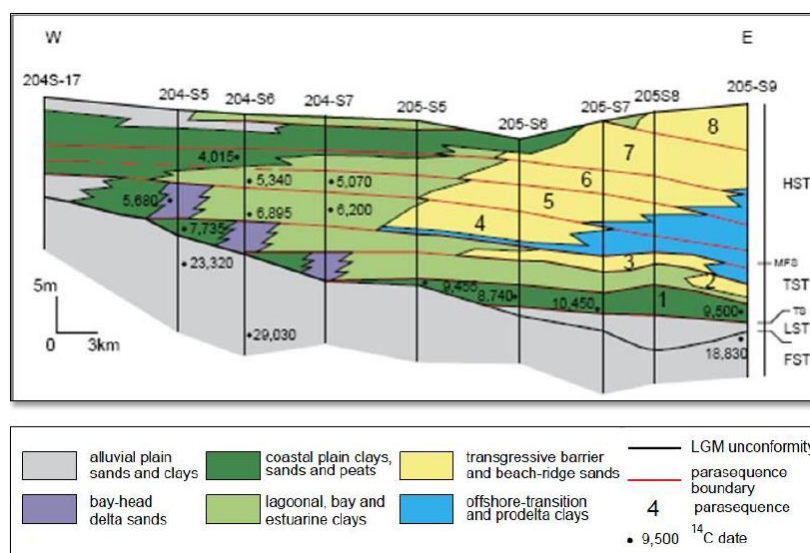 W E
204S-17
204-S5
204-S6
204-S7
205-S5
205-S6
205-S7
205S8
205-S9
8
7
4,015
6
HST
5,340
5,070
5
5,680
6,895
6,200
4
7,735
3
MFS
23,320
9,455
2
TST
8,740
10,450
1
9,500
TS
LST
5m
0 3km
29,030
18,830
FST
alluvial plain
sands and clays
coastal plain clays,
sands and peats
transgressive barrier
and beach-ridge sands
LGM unconformity
parasequence
boundary
bay-head
delta sands
lagoonal, bay and
estuarine clays
offshore-transition
and prodelta clays
4 parasequence
9,500 14C date